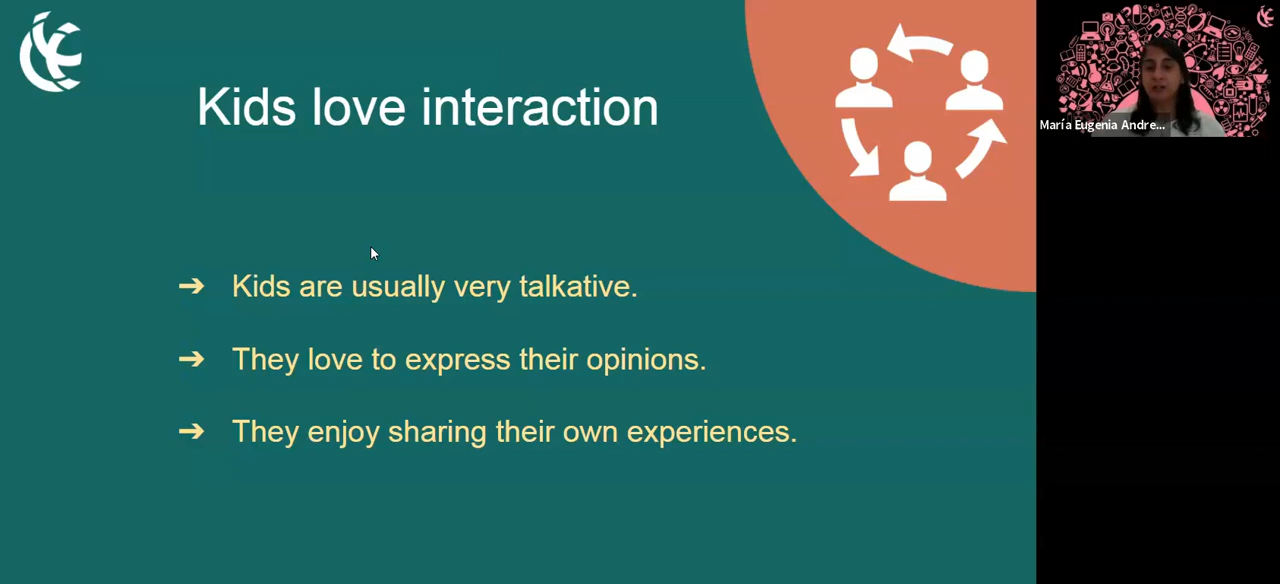 Kids love interaction
María Eugenia Andre...
➔ Kids are usually very talkative.
➔ They love to express their opinions.
➔ They enjoy sharing their own experiences.